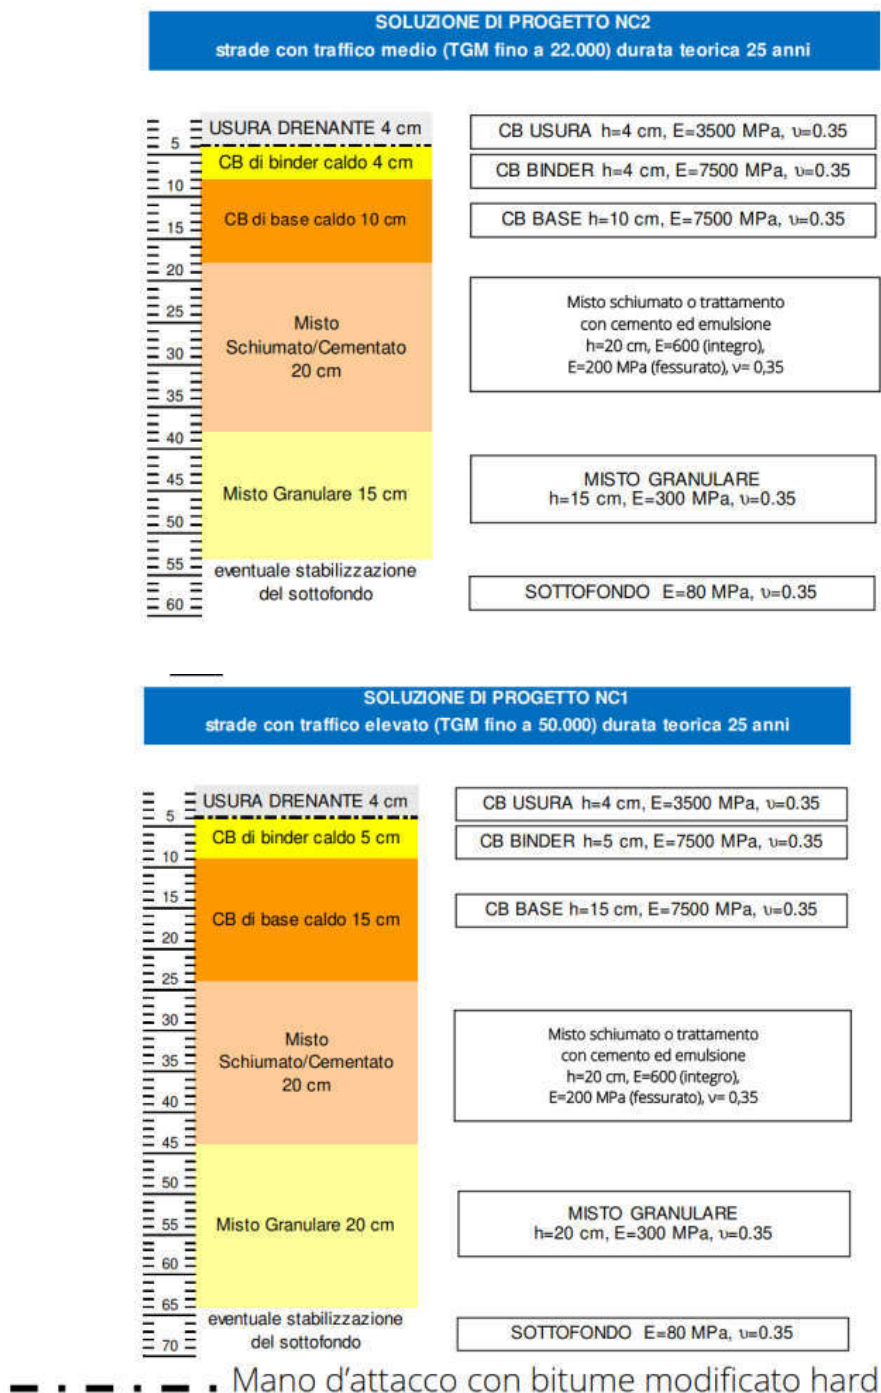 SOLUZIONE DI PROGETTO NC2
strade con traffico medio (TGM fino a 22.000) durata teorica 25 anni
USURA DRENANTE 4 cm
CB USURA h=4 cm, E=3500 MPa, υ=0.35
5
CB di binder caldo 4 cm
CB BINDER h=4 cm, E=7500 MPa, υ=0.35
10
CB di base caldo 10 cm
CB BASE h=10 cm, E=7500 MPa, υ=0.35
15
20
25
Misto
Schiumato/Cementato
20 cm
Misto schiumato o trattamento
con cemento ed emulsione
h=20 cm, E=600 (integro),
E=200 MPa (fessurato), ν= 0,35
30
35
40
45
Misto Granulare 15 cm
MISTO GRANULARE
h=15 cm, E=300 MPa, υ=0.35
50
55
eventuale stabilizzazione
del sottofondo
SOTTOFONDO E=80 MPa, υ=0.35
60
SOLUZIONE DI PROGETTO NC1
strade con traffico elevato (TGM fino a 50.000) durata teorica 25 anni
USURA DRENANTE 4 cm
CB USURA h=4 cm, E=3500 MPa, υ=0.35
5
CB di binder caldo 5 cm
CB BINDER h=5 cm, E=7500 MPa, υ=0.35
10
15
CB di base caldo 15 cm
CB BASE h=15 cm, E=7500 MPa, υ=0.35
20
25
30
Misto
Schiumato/Cementato
20 cm
Misto schiumato o trattamento
con cemento ed emulsione
h=20 cm, E=600 (integro),
E=200 MPa (fessurato), ν= 0,35
35
40
45
50
Misto Granulare 20 cm
MISTO GRANULARE
h=20 cm, E=300 MPa, υ=0.35
55
60
65
eventuale stabilizzazione
del sottofondo
SOTTOFONDO E=80 MPa, υ=0.35
70
Mano d'attacco con bitume modificato hard